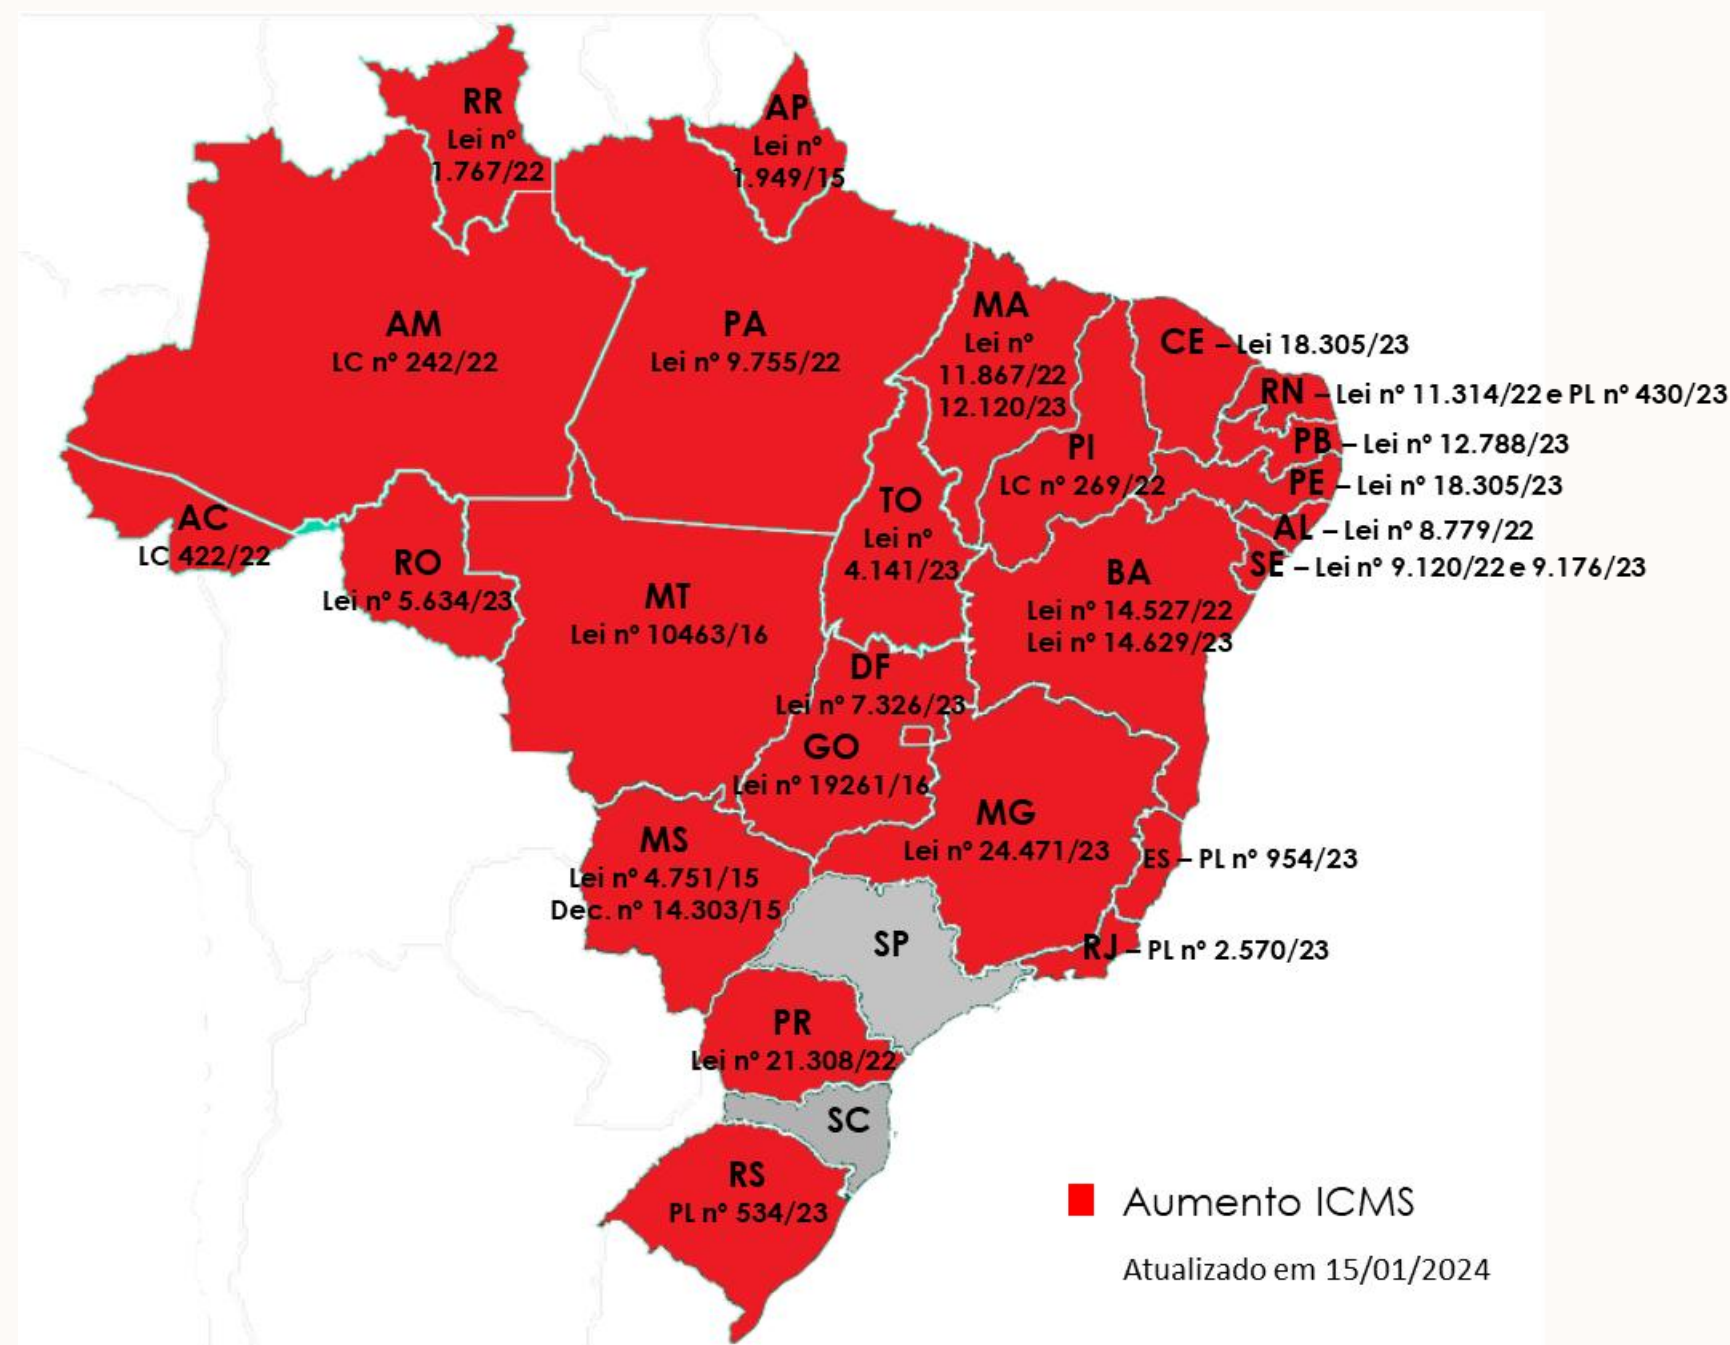 RR
Lei nº
1.767/22
AP
Lei nº
1.949/15
AM
LC nº 242/22
PA
Lei nº 9.755/22
MA
Lei nº
11.867/22
12.120/23
CE – Lei 18.305/23
RN – Lei nº 11.314/22 e PL nº 430/23
PB – Lei nº 12.788/23
PE – Lei nº 18.305/23
AL – Lei nº 8.779/22
SE – Lei nº 9.120/22 e 9.176/23
PI
LC nº 269/22
TO
Lei nº
4.141/23
AC
LC 422/22
RO
Lei nº 5.634/23
MT
Lei nº 10463/16
BA
Lei nº 14.527/22
Lei nº 14.629/23
DF
Lei nº 7.326/23
GO
Lei nº 19261/16
MG
Lei nº 24.471/23
ES – PL nº 954/23
MS
Lei nº 4.751/15
Dec. nº 14.303/15
SP
RJ – PL nº 2.570/23
PR
Lei nº 21.308/22
SC
RS
PL nº 534/23
Aumento ICMS
Atualizado em 15/01/2024